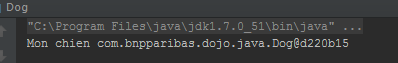 Dog
"C:\Program Files\java\jdk1.7.0_51\bin\java" ...
Mon chien com.bnpparibas.dojo.java.Dog@d220b15